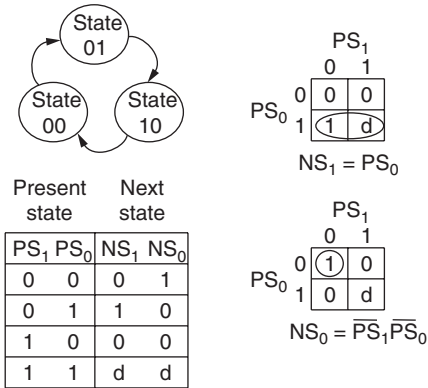 State
01
State
00
State
10
Present state
Next state
PS₁ PS₀ NS₁ NS₀
0 0 0 1
0 1 1 0
1 0 0 0
1 1 d d
PS₁
0 1
PS₀ 0 0 0
1 1 d
NS₁ = PS₀
PS₁
0 1
PS₀ 0 1 0
1 0 d
NS₀ = P̅S̅₁P̅S̅₀